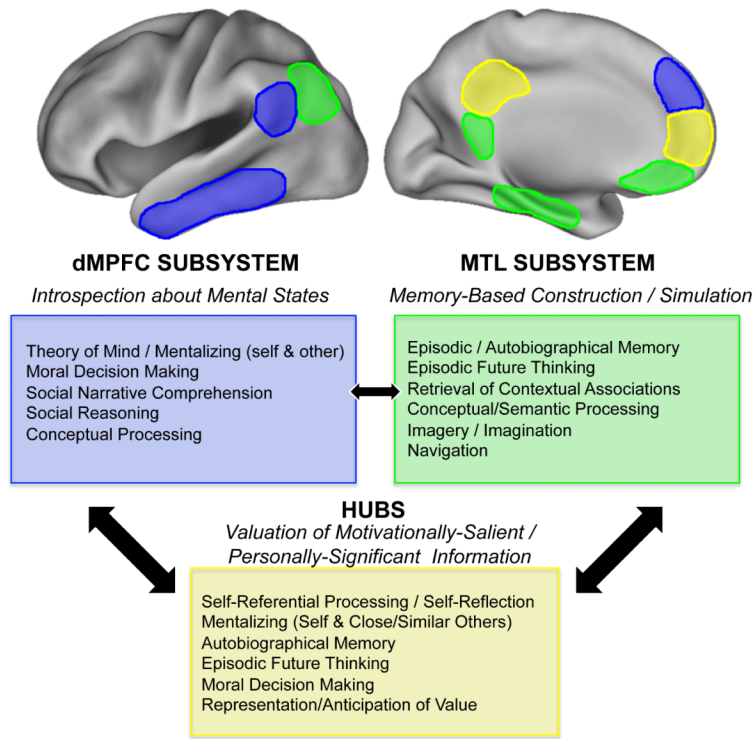 dMPFC SUBSYSTEM
Introspection about Mental States
Theory of Mind / Mentalizing (self & other)
Moral Decision Making
Social Narrative Comprehension
Social Reasoning
Conceptual Processing
MTL SUBSYSTEM
Memory-Based Construction / Simulation
Episodic / Autobiographical Memory
Episodic Future Thinking
Retrieval of Contextual Associations
Conceptual/Semantic Processing
Imagery / Imagination
Navigation
HUBS
Valuation of Motivationally-Salient /
Personally-Significant Information
Self-Referential Processing / Self-Reflection
Mentalizing (Self & Close/Similar Others)
Autobiographical Memory
Episodic Future Thinking
Moral Decision Making
Representation/Anticipation of Value